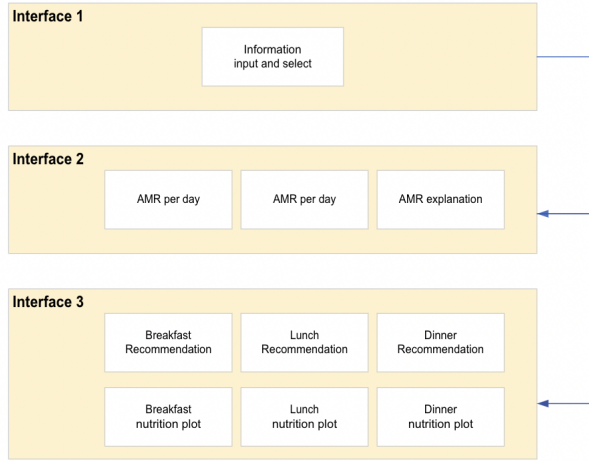 Interface 1
Information
input and select
Interface 2
AMR per day
AMR per day
AMR explanation
Interface 3
Breakfast
Recommendation
Lunch
Recommendation
Dinner
Recommendation
Breakfast
nutrition plot
Lunch
nutrition plot
Dinner
nutrition plot